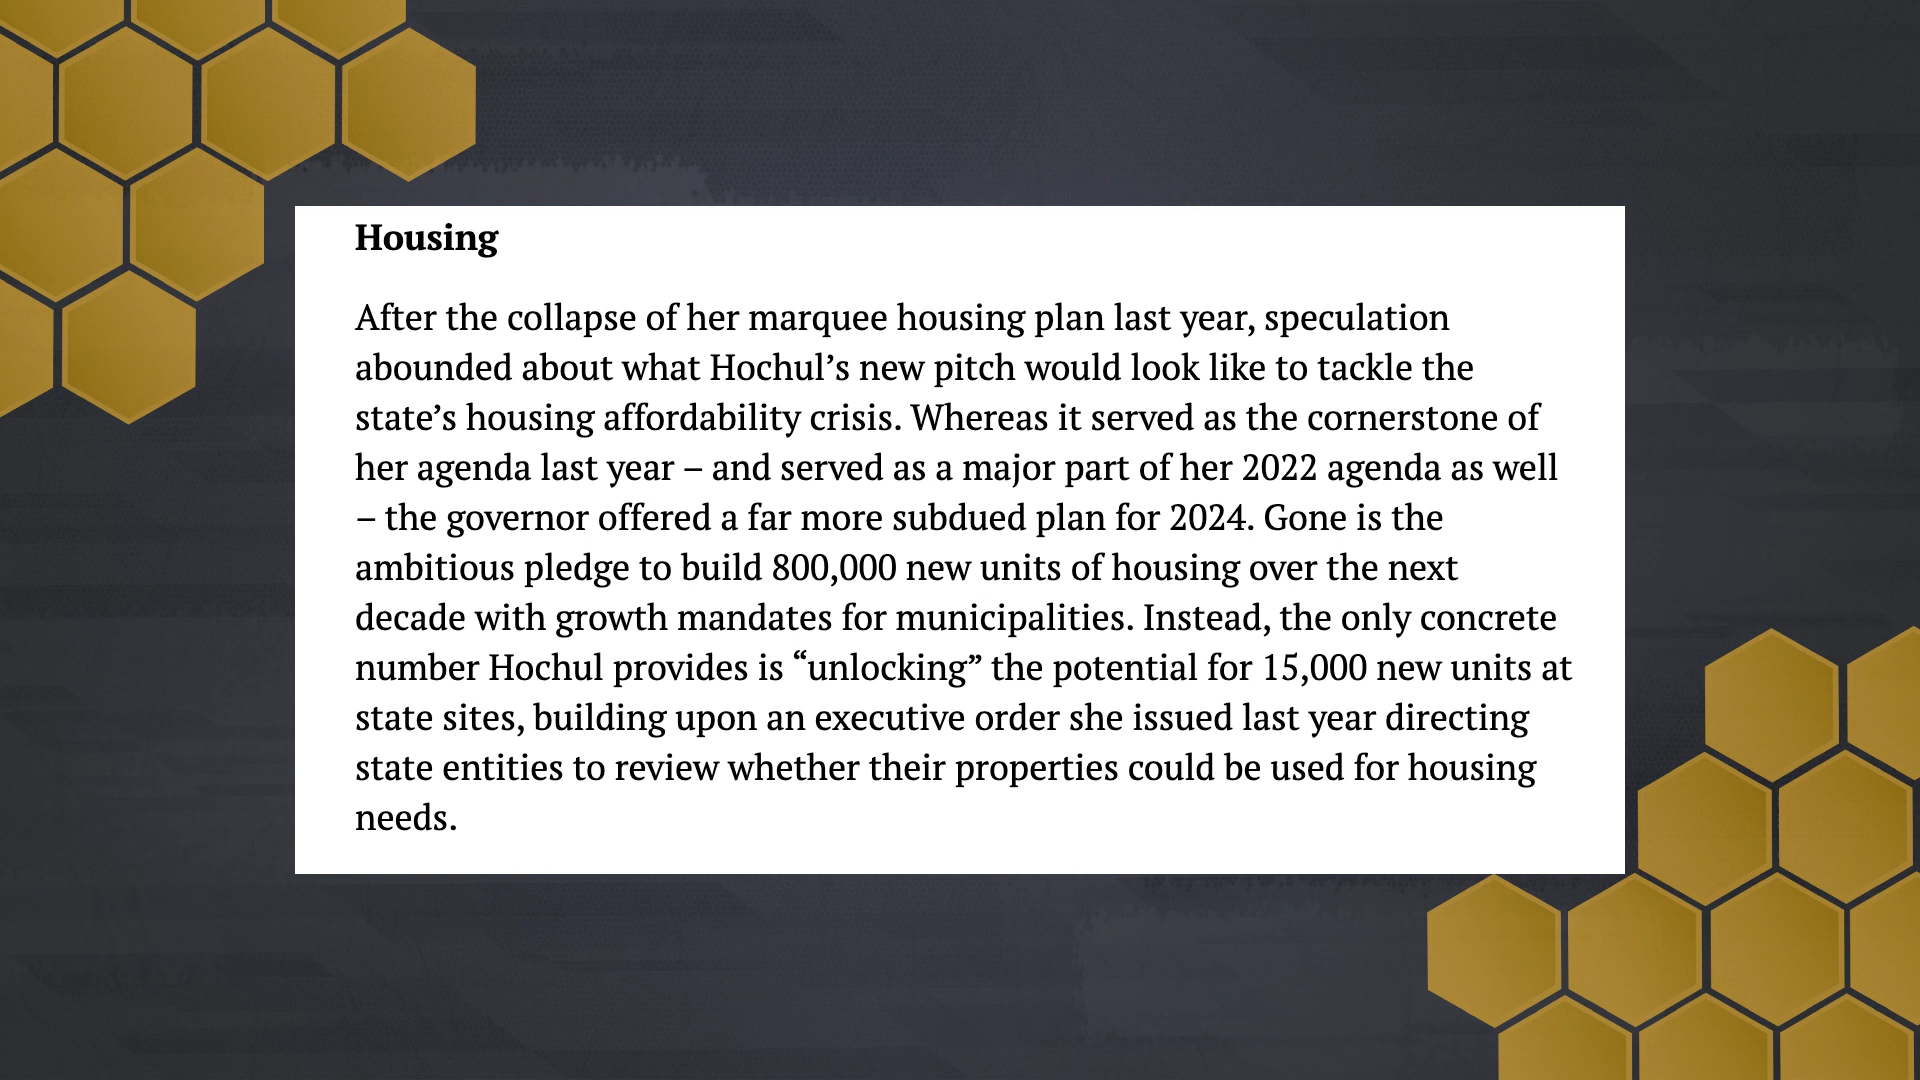 Housing
After the collapse of her marquee housing plan last year, speculation
abounded about what Hochul’s new pitch would look like to tackle the
state’s housing affordability crisis. Whereas it served as the cornerstone of
her agenda last year – and served as a major part of her 2022 agenda as well
– the governor offered a far more subdued plan for 2024. Gone is the
ambitious pledge to build 800,000 new units of housing over the next
decade with growth mandates for municipalities. Instead, the only concrete
number Hochul provides is “unlocking” the potential for 15,000 new units at
state sites, building upon an executive order she issued last year directing
state entities to review whether their properties could be used for housing
needs.